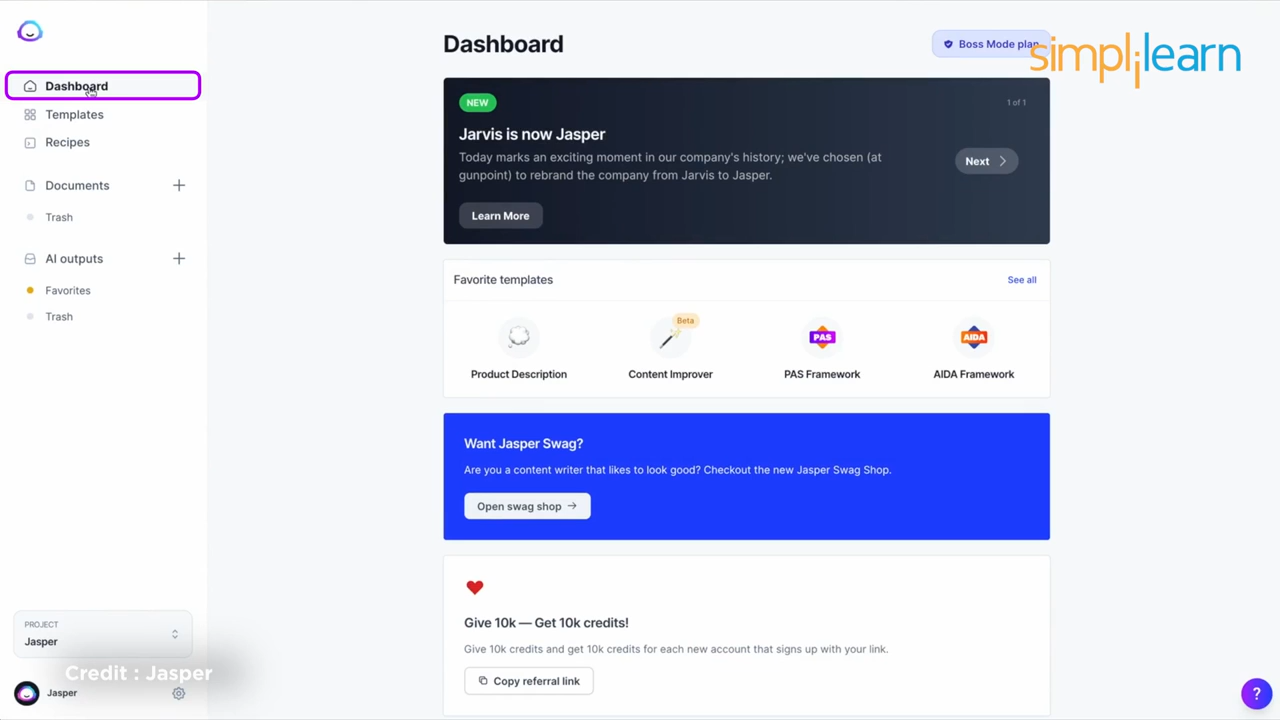 Dashboard
Templates
Recipes
Documents
Trash
AI outputs
Favorites
Trash
PROJECT
Jasper
Credit : Jasper
Jasper
Dashboard
Boss Mode plan
simplilearn
NEW
1 of 1
Jarvis is now Jasper
Today marks an exciting moment in our company's history; we've chosen (at
gunpoint) to rebrand the company from Jarvis to Jasper.
Next
Learn More
Favorite templates
See all
Beta
PAS
AIDA
Product Description
Content Improver
PAS Framework
AIDA Framework
Want Jasper Swag?
Are you a content writer that likes to look good? Checkout the new Jasper Swag Shop.
Open swag shop →
Give 10k — Get 10k credits!
Give 10k credits and get 10k credits for each new account that signs up with your link.
Copy referral link
?